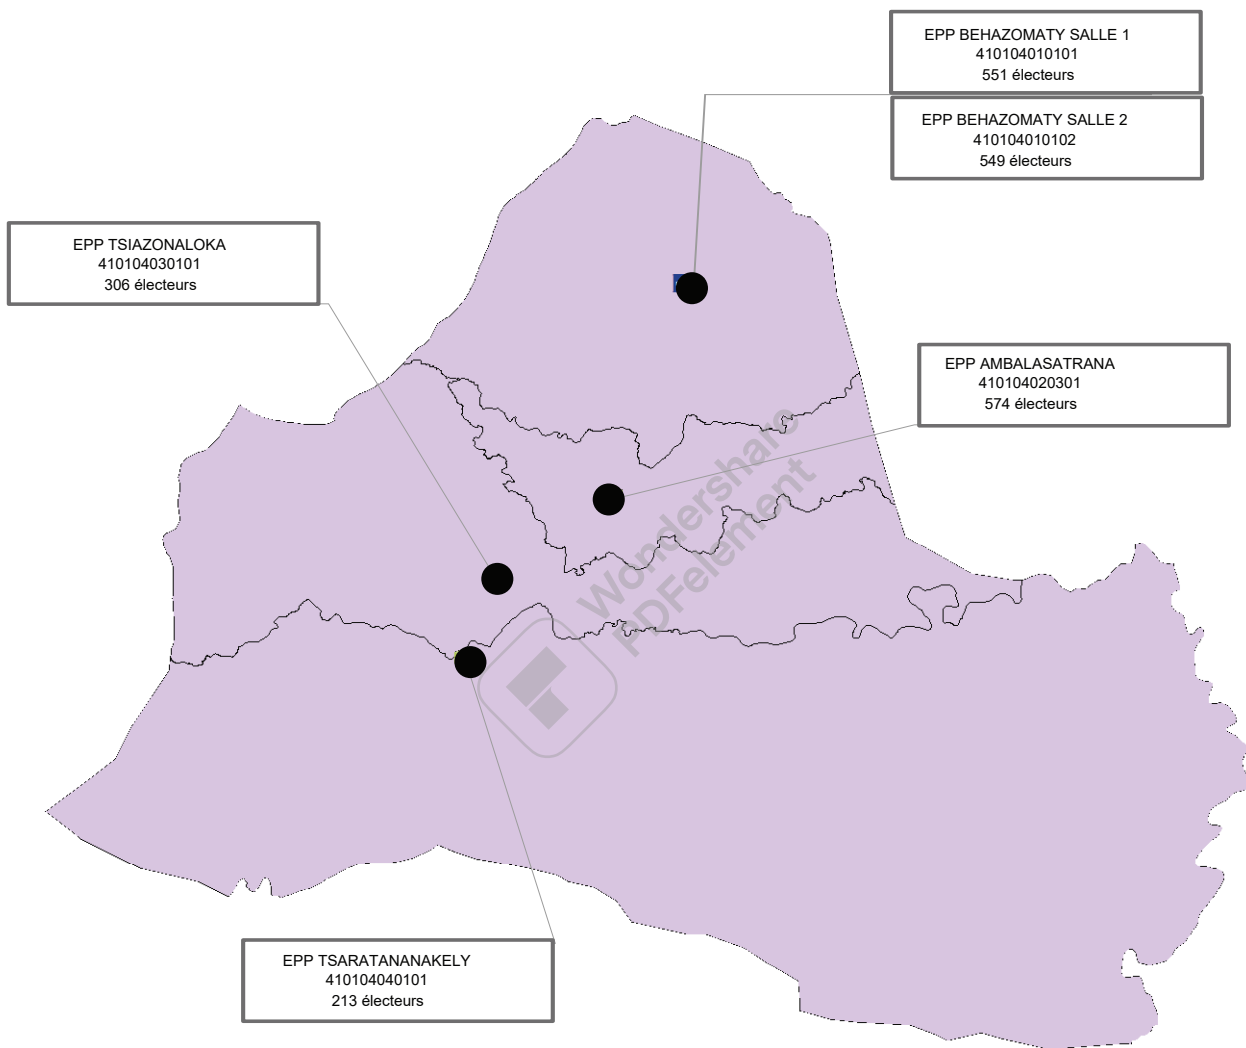 EPP BEHAZOMATY SALLE 1
410104010101
551 électeurs
EPP BEHAZOMATY SALLE 2
410104010102
549 électeurs
EPP TSIAZONALOKA
410104030101
306 électeurs
EPP AMBALASATRANA
410104020301
574 électeurs
Wondershare
PDFelement
EPP TSARATANANAKELY
410104040101
213 électeurs